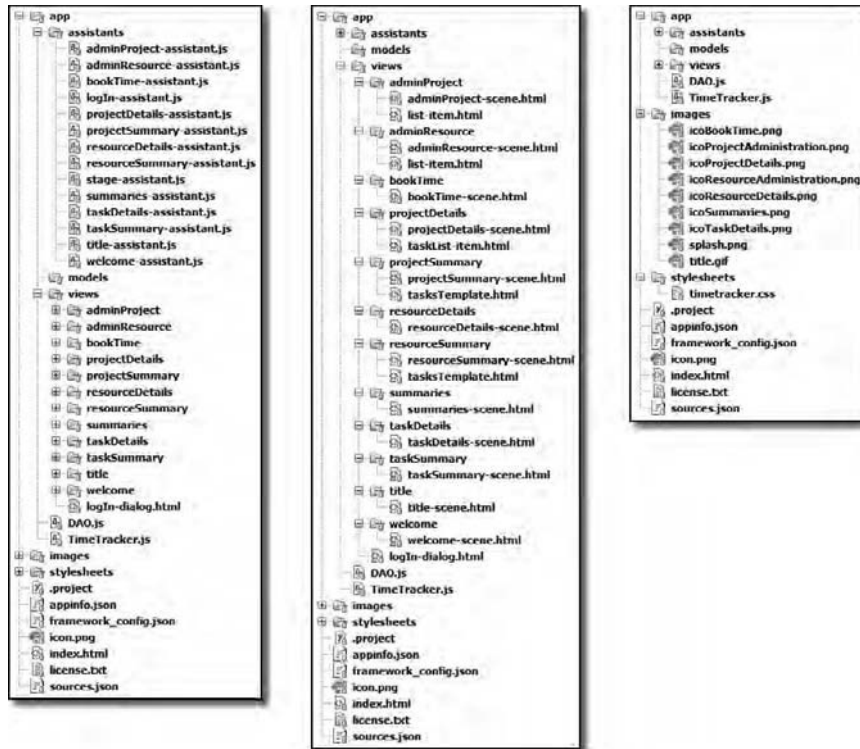 app
assistants
adminProject-assistant.js
adminResource-assistant.js
bookTime-assistant.js
logIn-assistant.js
projectDetails-assistant.js
projectSummary-assistant.js
resourceDetails-assistant.js
resourceSummary-assistant.js
stage-assistant.js
summaries-assistant.js
taskDetails-assistant.js
taskSummary-assistant.js
title-assistant.js
welcome-assistant.js
models
views
adminProject
adminResource
bookTime
projectDetails
projectSummary
resourceDetails
resourceSummary
summaries
taskDetails
taskSummary
title
welcome
logIn-dialog.html
DAO.js
TimeTracker.js
images
stylesheets
.project
appinfo.json
framework_config.json
icon.png
index.html
license.txt
sources.json
app
assistants
models
views
adminProject
adminProject-scene.html
list-item.html
adminResource
adminResource-scene.html
list-item.html
bookTime
bookTime-scene.html
projectDetails
projectDetails-scene.html
taskList-item.html
projectSummary
projectSummary-scene.html
tasksTemplate.html
resourceDetails
resourceDetails-scene.html
resourceSummary
resourceSummary-scene.html
tasksTemplate.html
summaries
summaries-scene.html
taskDetails
taskDetails-scene.html
taskSummary
taskSummary-scene.html
title
title-scene.html
welcome
welcome-scene.html
logIn-dialog.html
DAO.js
TimeTracker.js
images
stylesheets
.project
appinfo.json
framework_config.json
icon.png
index.html
license.txt
sources.json
app
assistants
models
views
DAO.js
TimeTracker.js
images
icoBookTime.png
icoProjectAdministration.png
icoProjectDetails.png
icoResourceAdministration.png
icoResourceDetails.png
icoSummaries.png
icoTaskDetails.png
splash.png
title.gif
stylesheets
timetracker.css
.project
appinfo.json
framework_config.json
icon.png
index.html
license.txt
sources.json